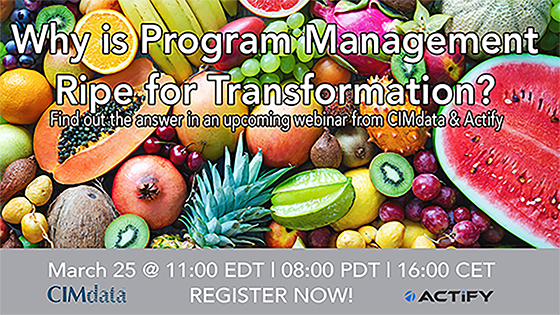 Why is Program Management
Ripe for Transformation?
Find out the answer in an upcoming webinar from CIMdata & Actify
March 25 @ 11:00 EDT | 08:00 PDT | 16:00 CET
CIMdata REGISTER NOW! ACTIFY